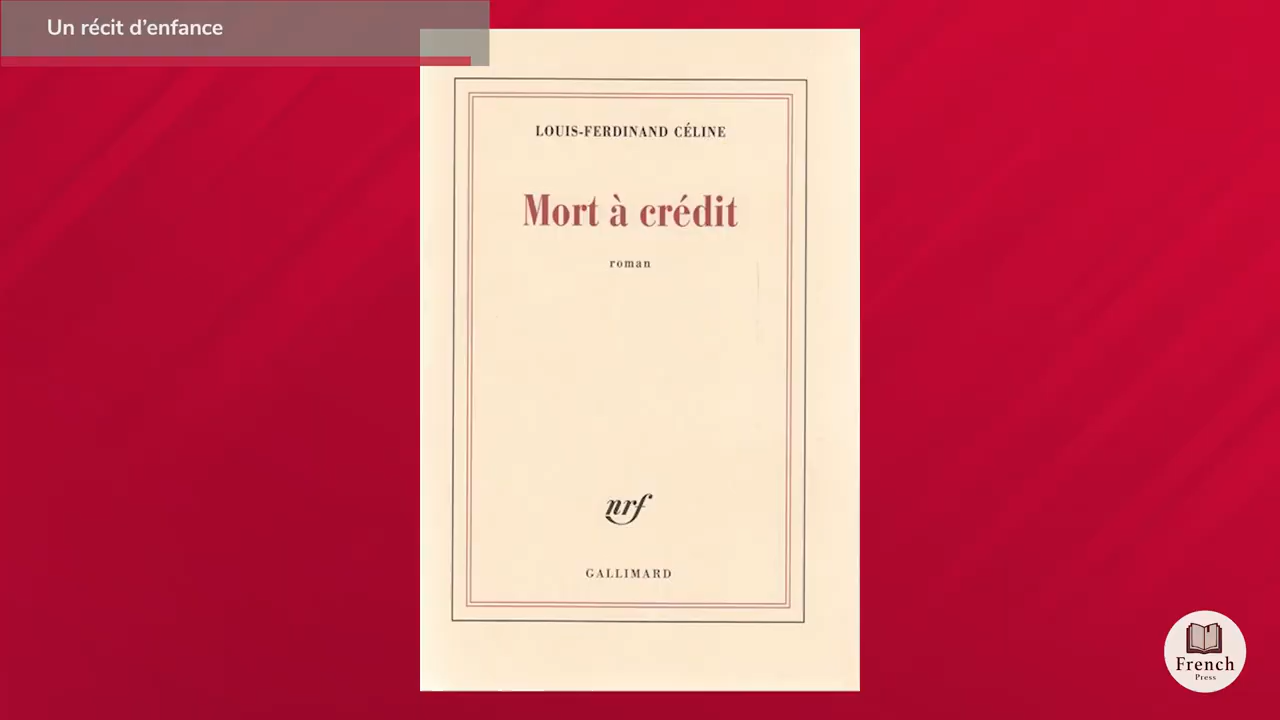 Un récit d’enfance
LOUIS-FERDINAND CÉLINE
Mort à crédit
roman
nrf
GALLIMARD
French
Press